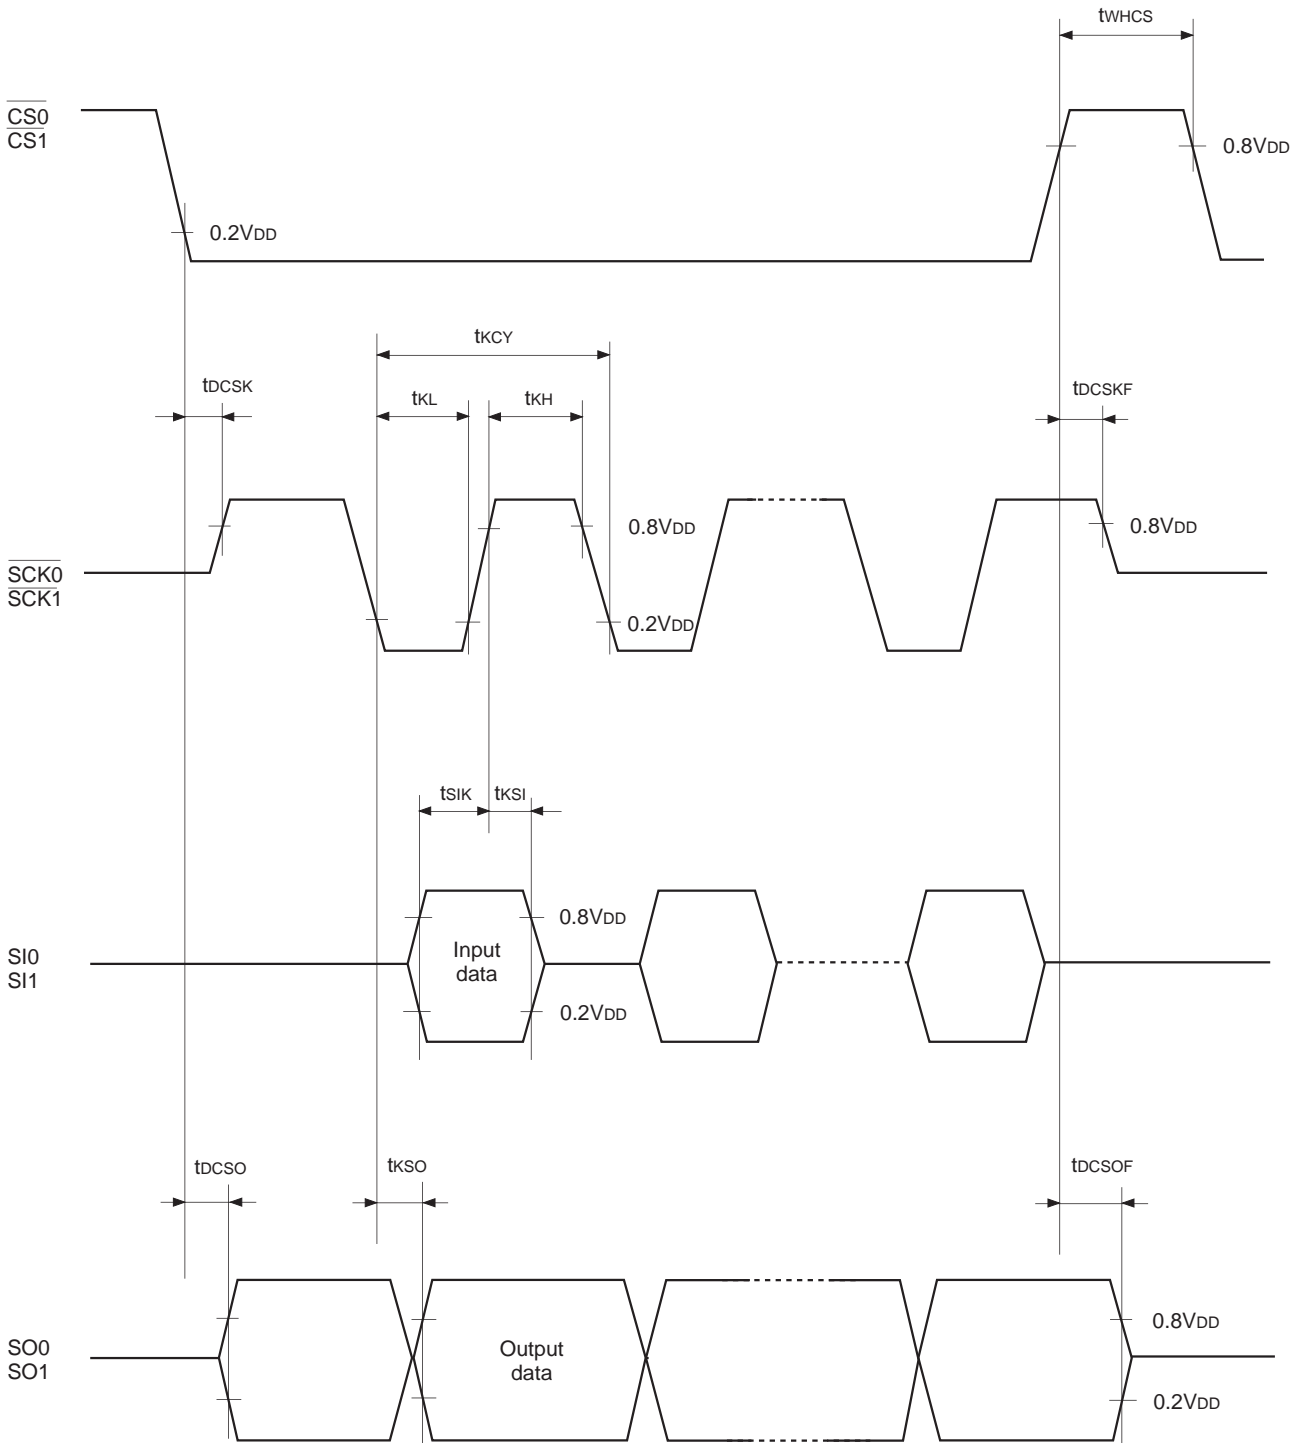 tWHCS
CS0
CS1
0.8VDD
0.2VDD
tKCY
tDCSK
tKL
tKH
tDCSKF
0.8VDD
0.8VDD
SCK0
SCK1
0.2VDD
tSIK
tKSI
0.8VDD
SI0
SI1
Input
data
0.2VDD
tDCSO
tKSO
tDCSOF
0.8VDD
SO0
SO1
Output
data
0.2VDD